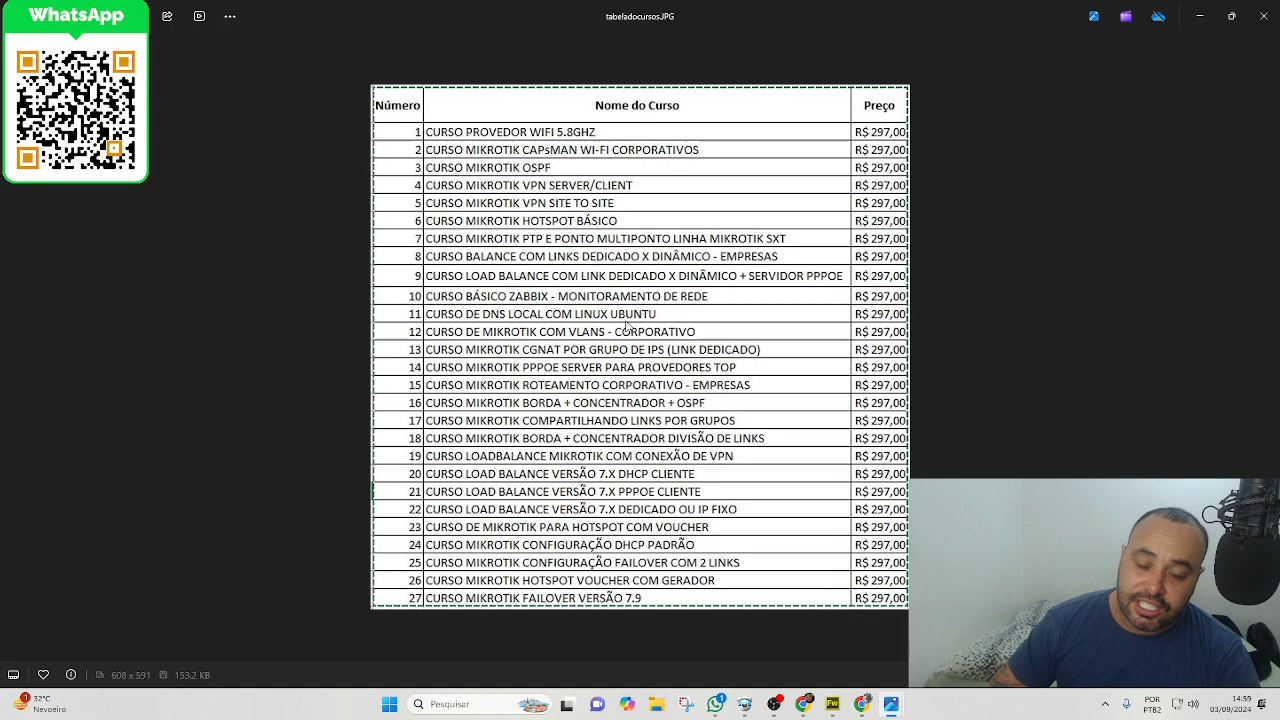 WhatsApp
tabeladocursosJPG
Número Nome do Curso Preço
1 CURSO PROVEDOR WIFI 5.8GHZ R$ 297,00
2 CURSO MIKROTIK CAPsMAN WI-FI CORPORATIVOS R$ 297,00
3 CURSO MIKROTIK OSPF R$ 297,00
4 CURSO MIKROTIK VPN SERVER/CLIENT R$ 297,00
5 CURSO MIKROTIK VPN SITE TO SITE R$ 297,00
6 CURSO MIKROTIK HOTSPOT BÁSICO R$ 297,00
7 CURSO MIKROTIK PTP E PONTO MULTIPONTO LINHA MIKROTIK SXT R$ 297,00
8 CURSO BALANCE COM LINKS DEDICADO X DINÂMICO - EMPRESAS R$ 297,00
9 CURSO LOAD BALANCE COM LINK DEDICADO X DINÂMICO + SERVIDOR PPPOE R$ 297,00
10 CURSO BÁSICO ZABBIX - MONITORAMENTO DE REDE R$ 297,00
11 CURSO DE DNS LOCAL COM LINUX UBUNTU R$ 297,00
12 CURSO DE MIKROTIK COM VLANS - CORPORATIVO R$ 297,00
13 CURSO MIKROTIK CGNAT POR GRUPO DE IPS (LINK DEDICADO) R$ 297,00
14 CURSO MIKROTIK PPPOE SERVER PARA PROVEDORES TOP R$ 297,00
15 CURSO MIKROTIK ROTEAMENTO CORPORATIVO - EMPRESAS R$ 297,00
16 CURSO MIKROTIK BORDA + CONCENTRADOR + OSPF R$ 297,00
17 CURSO MIKROTIK COMPARTILHANDO LINKS POR GRUPOS R$ 297,00
18 CURSO MIKROTIK BORDA + CONCENTRADOR DIVISÃO DE LINKS R$ 297,00
19 CURSO LOADBALANCE MIKROTIK COM CONEXÃO DE VPN R$ 297,00
20 CURSO LOAD BALANCE VERSÃO 7.X DHCP CLIENTE R$ 297,00
21 CURSO LOAD BALANCE VERSÃO 7.X PPPOE CLIENTE R$ 297,00
22 CURSO LOAD BALANCE VERSÃO 7.X DEDICADO OU IP FIXO R$ 297,00
23 CURSO DE MIKROTIK PARA HOTSPOT COM VOUCHER R$ 297,00
24 CURSO MIKROTIK CONFIGURAÇÃO DHCP PADRÃO R$ 297,00
25 CURSO MIKROTIK CONFIGURAÇÃO FAILOVER COM 2 LINKS R$ 297,00
26 CURSO MIKROTIK HOTSPOT VOUCHER COM GERADOR R$ 297,00
27 CURSO MIKROTIK FAILOVER VERSÃO 7.9 R$ 297,00
608 x 591 153.2 KB
1 32°C
Nevoeiro
Pesquisar
1
FW
POR
PTB2
14:59
03/09/2024